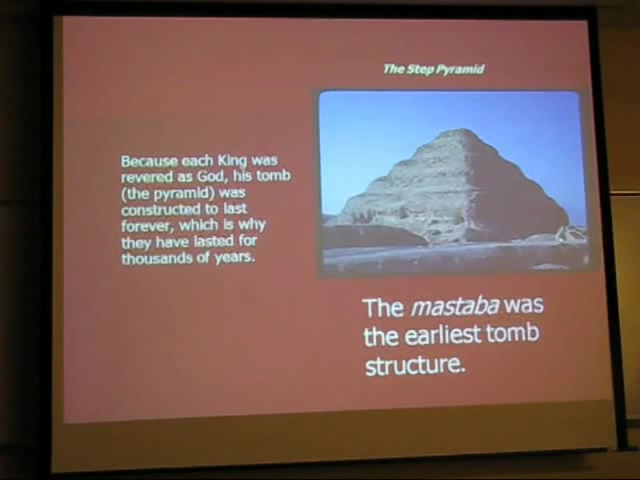 The Step Pyramid
Because each King was
revered as God, his tomb
(the pyramid) was
constructed to last
forever, which is why
they have lasted for
thousands of years.
The mastaba was
the earliest tomb
structure.